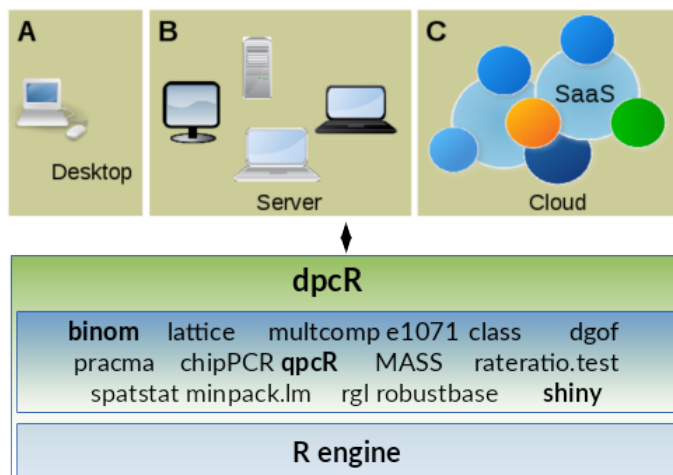 A
B
C
SaaS
Desktop
Server
Cloud
dpcR
binom lattice multcomp e1071 class dgof
pracma chipPCR qpcR MASS rateratio.test
spatstat minpack.lm rgl robustbase shiny
R engine